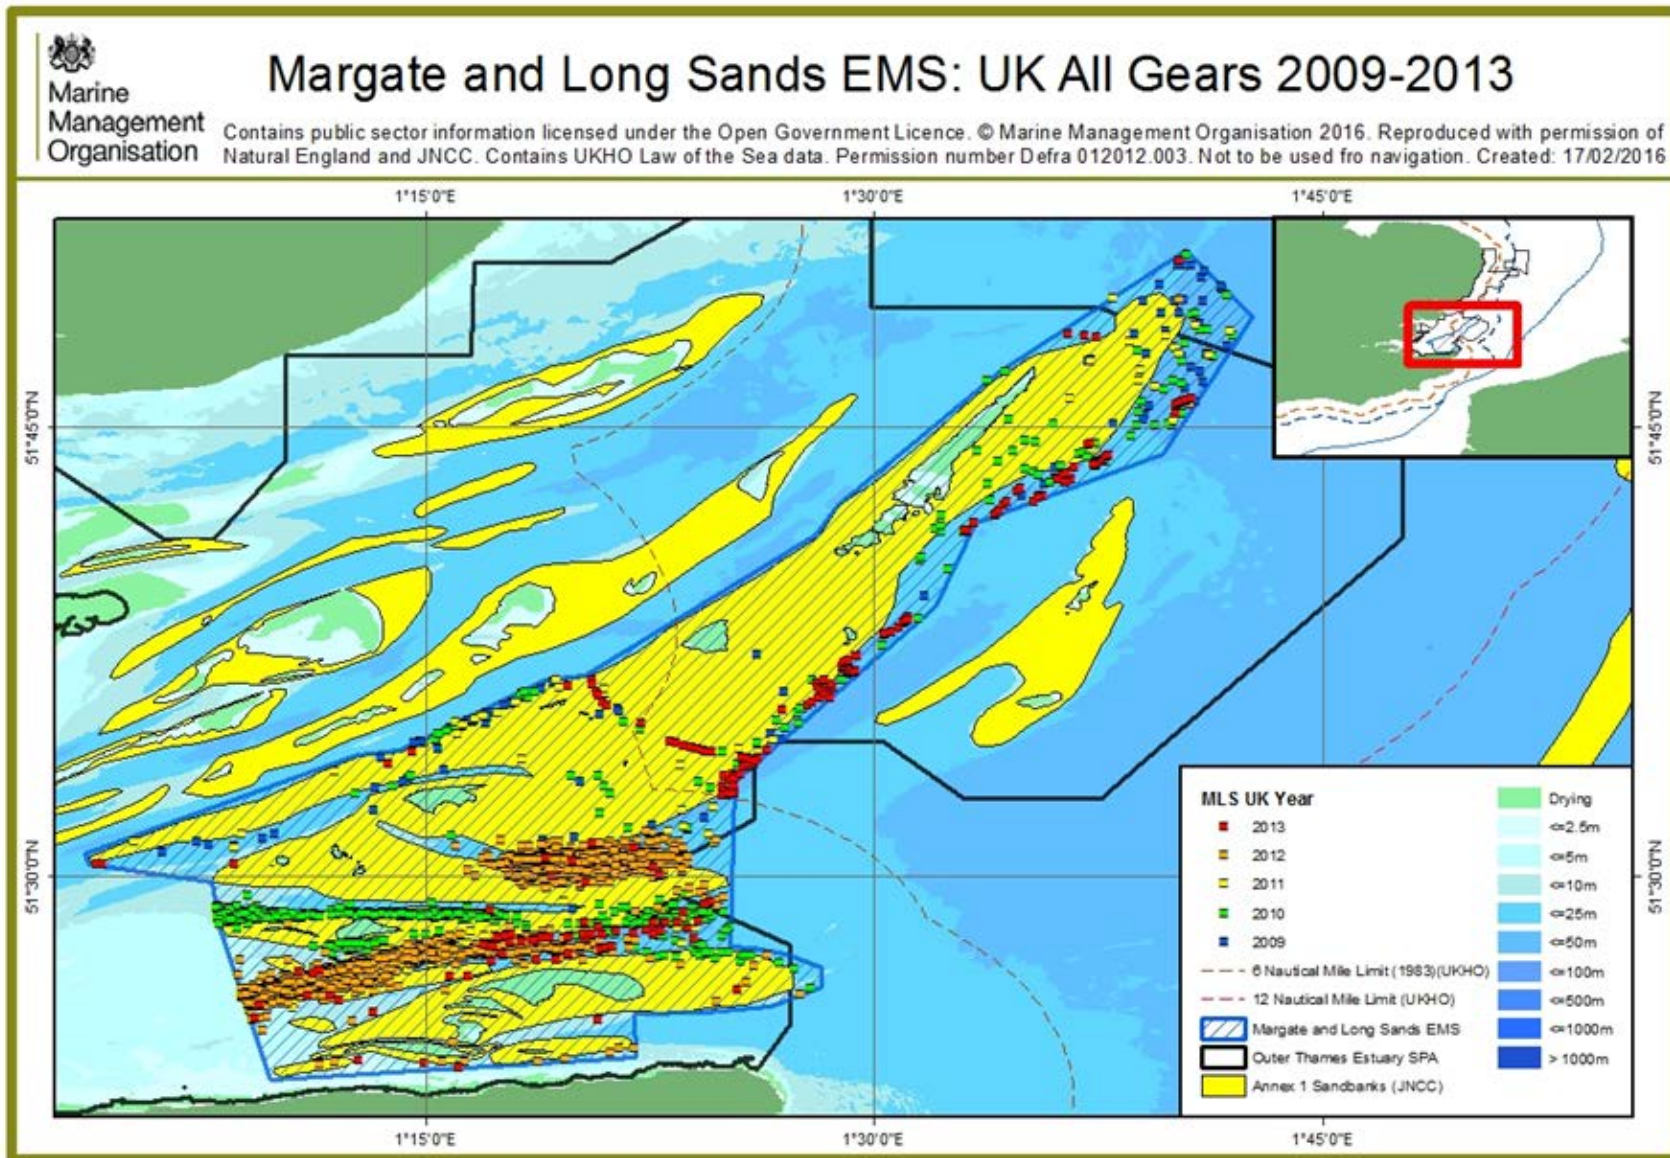 Marine
Management
Organisation
Margate and Long Sands EMS: UK All Gears 2009-2013
Contains public sector information licensed under the Open Government Licence. © Marine Management Organisation 2016. Reproduced with permission of
Natural England and JNCC. Contains UKHO Law of the Sea data. Permission number Defra 012012.003. Not to be used fro navigation. Created: 17/02/2016
1°15'0"E
1°30'0"E
1°45'0"E
51°45'0"N
51°45'0"N
51°30'0"N
51°30'0"N
MLS UK Year
2013
2012
2011
2010
2009
6 Nautical Mile Limit (1983)(UKHO)
12 Nautical Mile Limit (UKHO)
Margate and Long Sands EMS
Outer Thames Estuary SPA
Annex 1 Sandbanks (JNCC)
Drying
<=2.5m
<=5m
<=10m
<=25m
<=50m
<=100m
<=500m
<=1000m
> 1000m
1°15'0"E
1°30'0"E
1°45'0"E